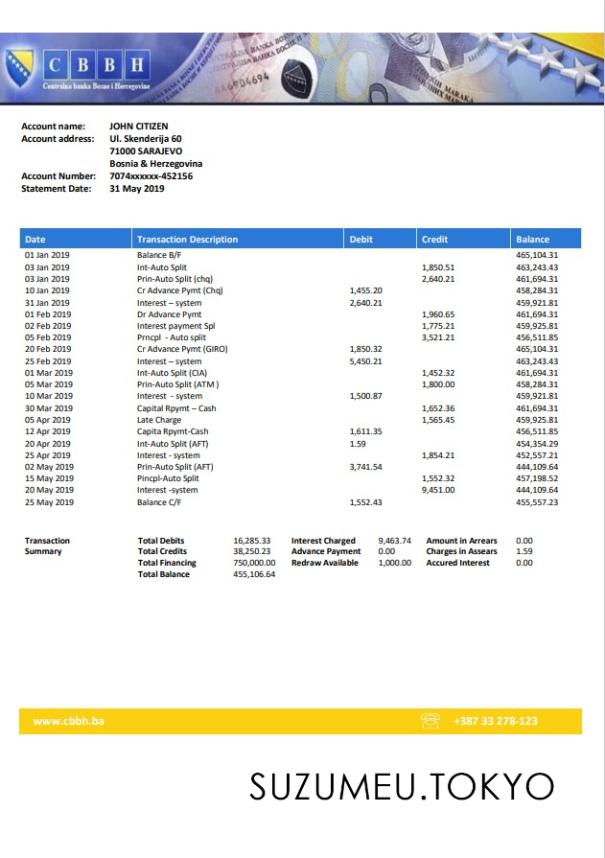 CENTRALNA BANKA BOSNE I HERCEGOVINE
A6904694
MARAKA
C B B H
Centralna banka Bosne i Hercegovine
Account name: JOHN CITIZEN
Account address: Ul. Skenderija 60
71000 SARAJEVO
Bosnia & Herzegovina
Account Number: 7074xxxxxx-452156
Statement Date: 31 May 2019
Date Transaction Description Debit Credit Balance
01 Jan 2019 Balance B/F 465,104.31
03 Jan 2019 Int-Auto Split 1,850.51 463,243.43
03 Jan 2019 Prin-Auto Split (chq) 2,640.21 461,694.31
10 Jan 2019 Cr Advance Pymt (Chq) 1,455.20 458,284.31
31 Jan 2019 Interest – system 2,640.21 459,921.81
01 Feb 2019 Dr Advance Pymt 1,960.65 461,694.31
02 Feb 2019 Interest payment Spl 1,775.21 459,925.81
05 Feb 2019 Prncpl - Auto split 3,521.21 456,511.85
20 Feb 2019 Cr Advance Pymt (GIRO) 1,850.32 465,104.31
25 Feb 2019 Interest – system 5,450.21 463,243.43
01 Mar 2019 Int-Auto Split (CIA) 1,452.32 461,694.31
05 Mar 2019 Prin-Auto Split (ATM ) 1,800.00 458,284.31
10 Mar 2019 Interest - system 1,500.87 459,921.81
30 Mar 2019 Capital Rpymt – Cash 1,652.36 461,694.31
05 Apr 2019 Late Charge 1,565.45 459,925.81
12 Apr 2019 Capita Rpymt-Cash 1,611.35 456,511.85
20 Apr 2019 Int-Auto Split (AFT) 1.59 454,354.29
25 Apr 2019 Interest - system 1,854.21 452,557.21
02 May 2019 Prin-Auto Split (AFT) 3,741.54 444,109.64
15 May 2019 Pincpl-Auto Split 1,552.32 457,198.52
20 May 2019 Interest -system 9,451.00 444,109.64
25 May 2019 Balance C/F 1,552.43 455,557.23
Transaction Total Debits 16,285.33 Interest Charged 9,463.74 Amount in Arrears 0.00
Summary Total Credits 38,250.23 Advance Payment 0.00 Charges in Assears 1.59
Total Financing 750,000.00 Redraw Available 1,000.00 Accured Interest 0.00
Total Balance 455,106.64
www.cbbh.ba +387 33 278-123
SUZUMEU.TOKYO